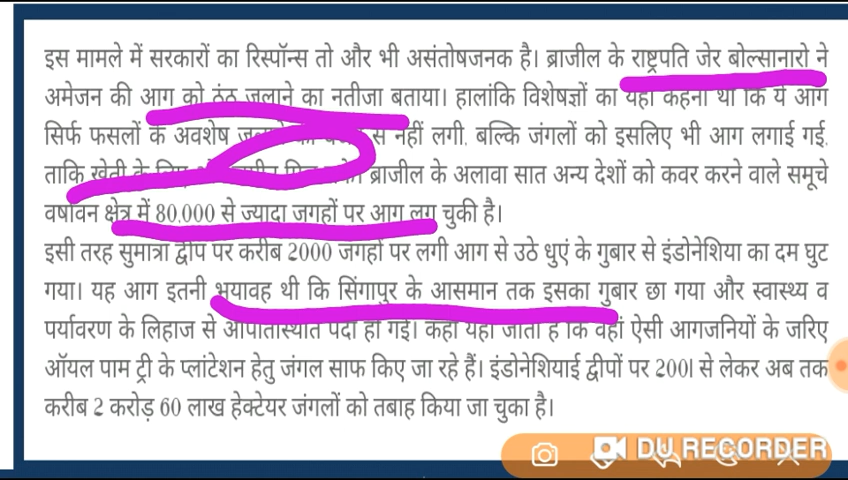 इस मामले में सरकारों का रिस्पॉन्स तो और भी असंतोषजनक है। ब्राजील के राष्ट्रपति जेर बोल्सानारो ने
अमेजन की आग को ठूंठ जलाने का नतीजा बताया। हालांकि विशेषज्ञों का यही कहना था कि ये आग
सिर्फ फसलों के अवशेष से नहीं लगी, बल्कि जंगलों को इसलिए भी आग लगाई गई,
ताकि खेती के लिए ब्राजील के अलावा सात अन्य देशों को कवर करने वाले समूचे
वर्षावन क्षेत्र में 80,000 से ज्यादा जगहों पर आग लग चुकी है।
इसी तरह सुमात्रा द्वीप पर करीब 2000 जगहों पर लगी आग से उठे धुएं के गुबार से इंडोनेशिया का दम घुट
गया। यह आग इतनी भयावह थी कि सिंगापुर के आसमान तक इसका गुबार छा गया और स्वास्थ्य व
पर्यावरण के लिहाज से आपातस्थिति पैदा हो गई। कहा यही जाता है कि वहां ऐसी आगजनियों के जरिए
ऑयल पाम ट्री के प्लांटेशन हेतु जंगल साफ किए जा रहे हैं। इंडोनेशियाई द्वीपों पर 2001 से लेकर अब तक
करीब 2 करोड़ 60 लाख हेक्टेयर जंगलों को तबाह किया जा चुका है।
DU RECORDER